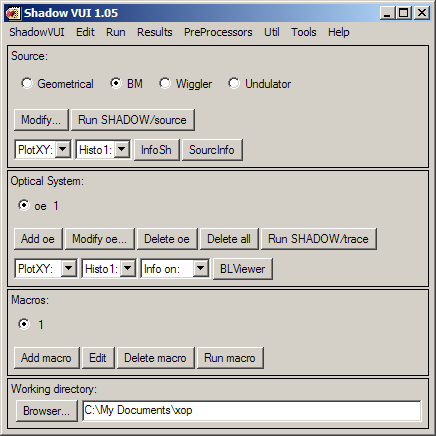 Shadow VUI 1.05
ShadowVUI Edit Run Results PreProcessors Util Tools Help
Source:
Geometrical BM Wiggler Undulator
Modify... Run SHADOW/source
PlotXY: Histo1: InfoSh SourcInfo
Optical System:
oe 1
Add oe Modify oe... Delete oe Delete all Run SHADOW/trace
PlotXY: Histo1: Info on: BLViewer
Macros:
1
Add macro Edit Delete macro Run macro
Working directory:
Browser... C:\My Documents\xop